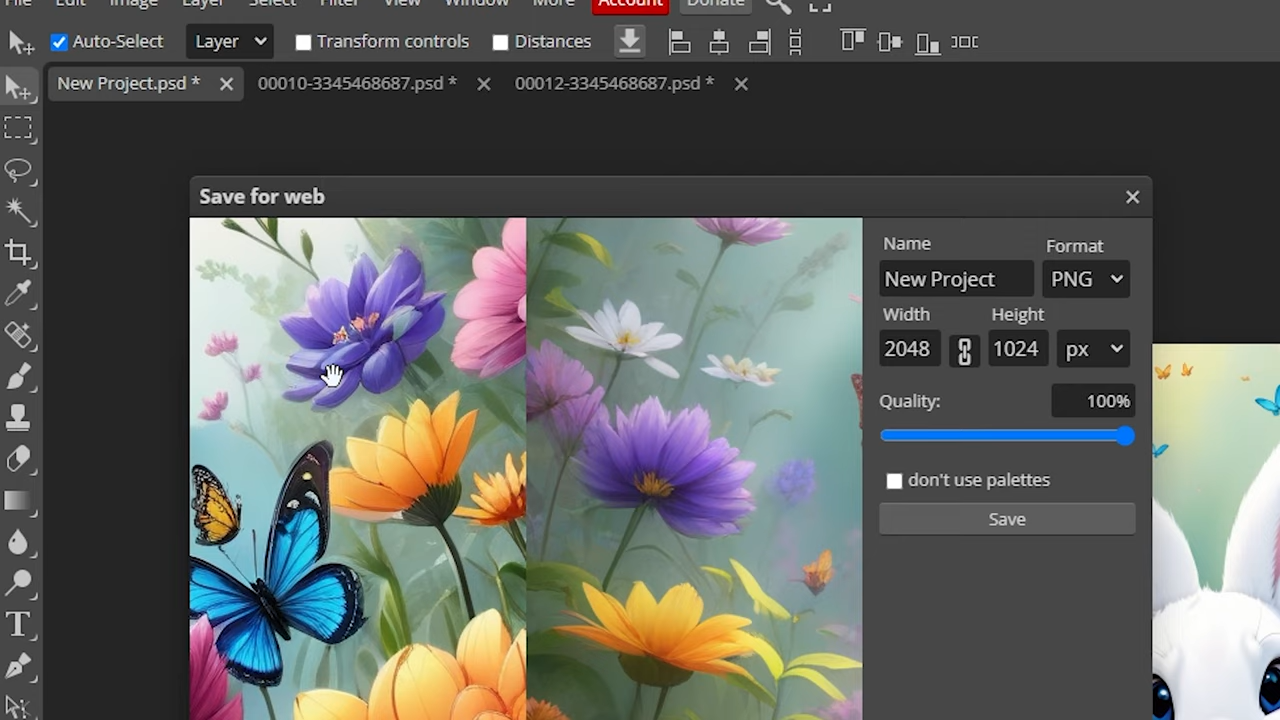 File Edit Image Layer Select Filter View Window More Account Donate
Auto-Select Layer Transform controls Distances
New Project.psd * 00010-3345468687.psd * 00012-3345468687.psd *
Save for web
Name Format
New Project PNG
Width Height
2048 1024 px
Quality: 100%
don't use palettes
Save